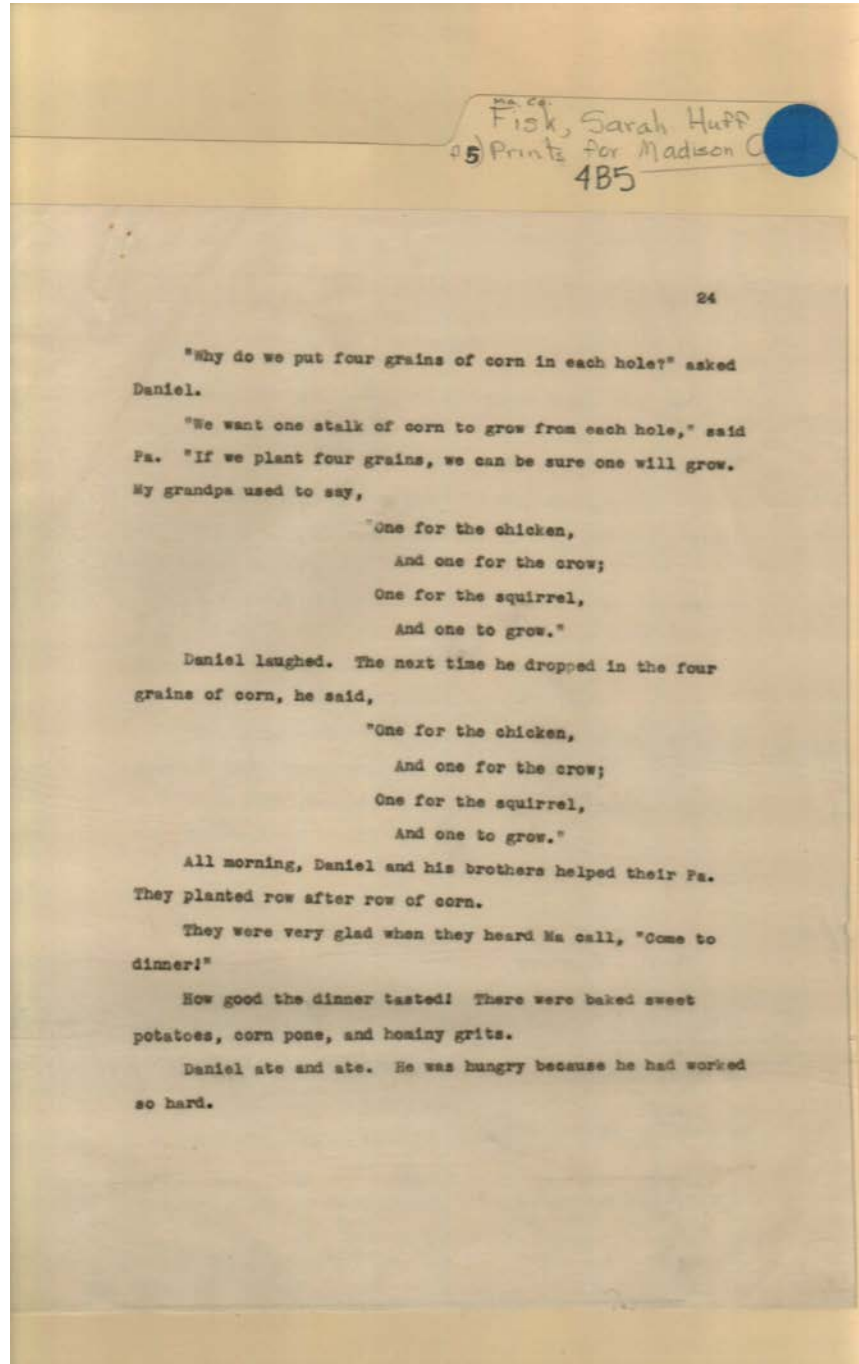 Ma. Co.
Fisk, Sarah Huff
5) Prints for Madison
4B5
24
"Why do we put four grains of corn in each hole?" asked
Daniel.
"We want one stalk of corn to grow from each hole," said
Pa. "If we plant four grains, we can be sure one will grow.
My grandpa used to say,
"One for the chicken,
And one for the crow;
One for the squirrel,
And one to grow."
Daniel laughed. The next time he dropped in the four
grains of corn, he said,
"One for the chicken,
And one for the crow;
One for the squirrel,
And one to grow."
All morning, Daniel and his brothers helped their Pa.
They planted row after row of corn.
They were very glad when they heard Ma call, "Come to
dinner!"
How good the dinner tasted! There were baked sweet
potatoes, corn pone, and hominy grits.
Daniel ate and ate. He was hungry because he had worked
so hard.